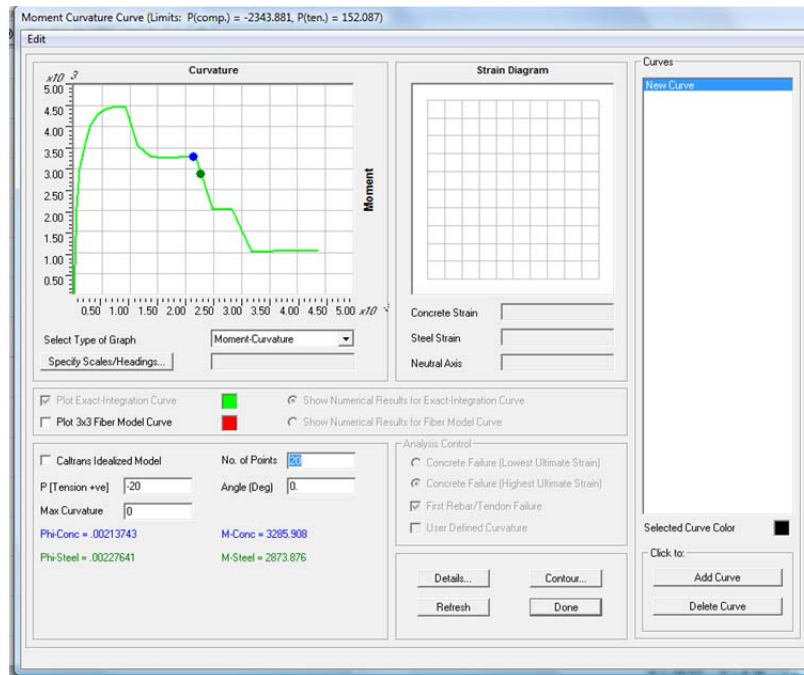 Moment Curvature Curve (Limits: P(comp.) = -2343.881, P(ten.) = 152.087)
Edit
Curvature
x10 3
5.00
4.50
4.00
3.50
3.00
2.50
2.00
1.50
1.00
0.50
0.50 1.00 1.50 2.00 2.50 3.00 3.50 4.00 4.50 5.00 x10
Moment
Select Type of Graph
Moment-Curvature
Specify Scales/Headings...
Strain Diagram
Concrete Strain
Steel Strain
Neutral Axis
Curves
New Curve
Plot Exact-Integration Curve
Show Numerical Results for Exact-Integration Curve
Plot 3x3 Fiber Model Curve
Show Numerical Results for Fiber Model Curve
Caltrans Idealized Model
No. of Points 20
P [Tension +ve] -20
Angle (Deg) 0.
Max Curvature 0
Phi-Conc = .00213743
M-Conc = 3285.908
Phi-Steel = .00227641
M-Steel = 2873.876
Analysis Control
Concrete Failure (Lowest Ultimate Strain)
Concrete Failure (Highest Ultimate Strain)
First Rebar/Tendon Failure
User Defined Curvature
Details...
Contour...
Refresh
Done
Selected Curve Color
Click to:
Add Curve
Delete Curve